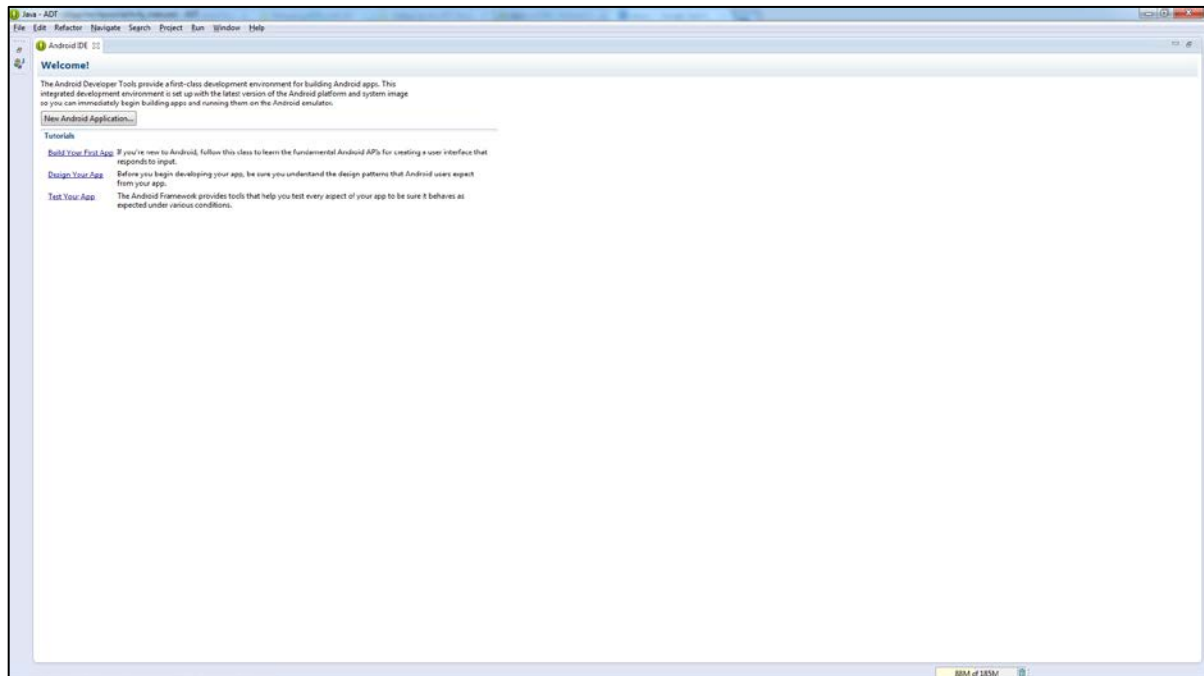 Java - ADT
File Edit Refactor Navigate Search Project Run Window Help
Android IDE
Welcome!
The Android Developer Tools provide a first-class development environment for building Android apps. This
integrated development environment is set up with the latest version of the Android platform and system image
so you can immediately begin building apps and running them on the Android emulator.
New Android Application...
Tutorials
Build Your First App If you're new to Android, follow this class to learn the fundamental Android APIs for creating a user interface that
responds to input.
Design Your App Before you begin developing your app, be sure you understand the design patterns that Android users expect
from your app.
Test Your App The Android Framework provides tools that help you test every aspect of your app to be sure it behaves as
expected under various conditions.
88M of 185M